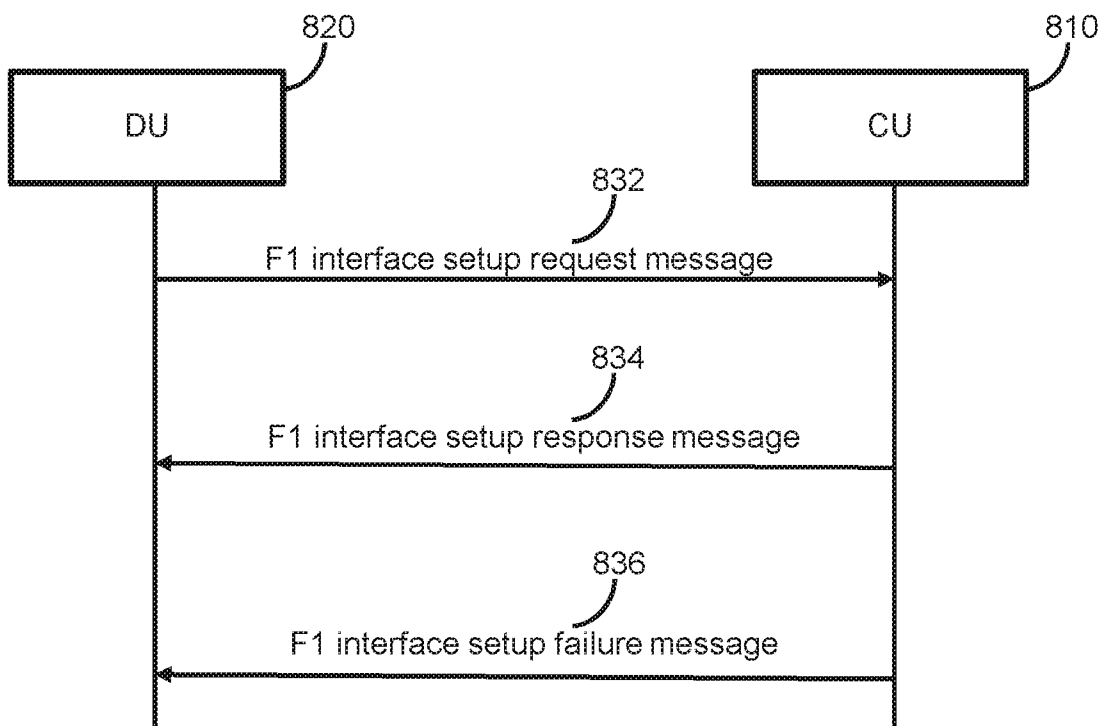 820
810
DU
CU
832
F1 interface setup request message
834
F1 interface setup response message
836
F1 interface setup failure message